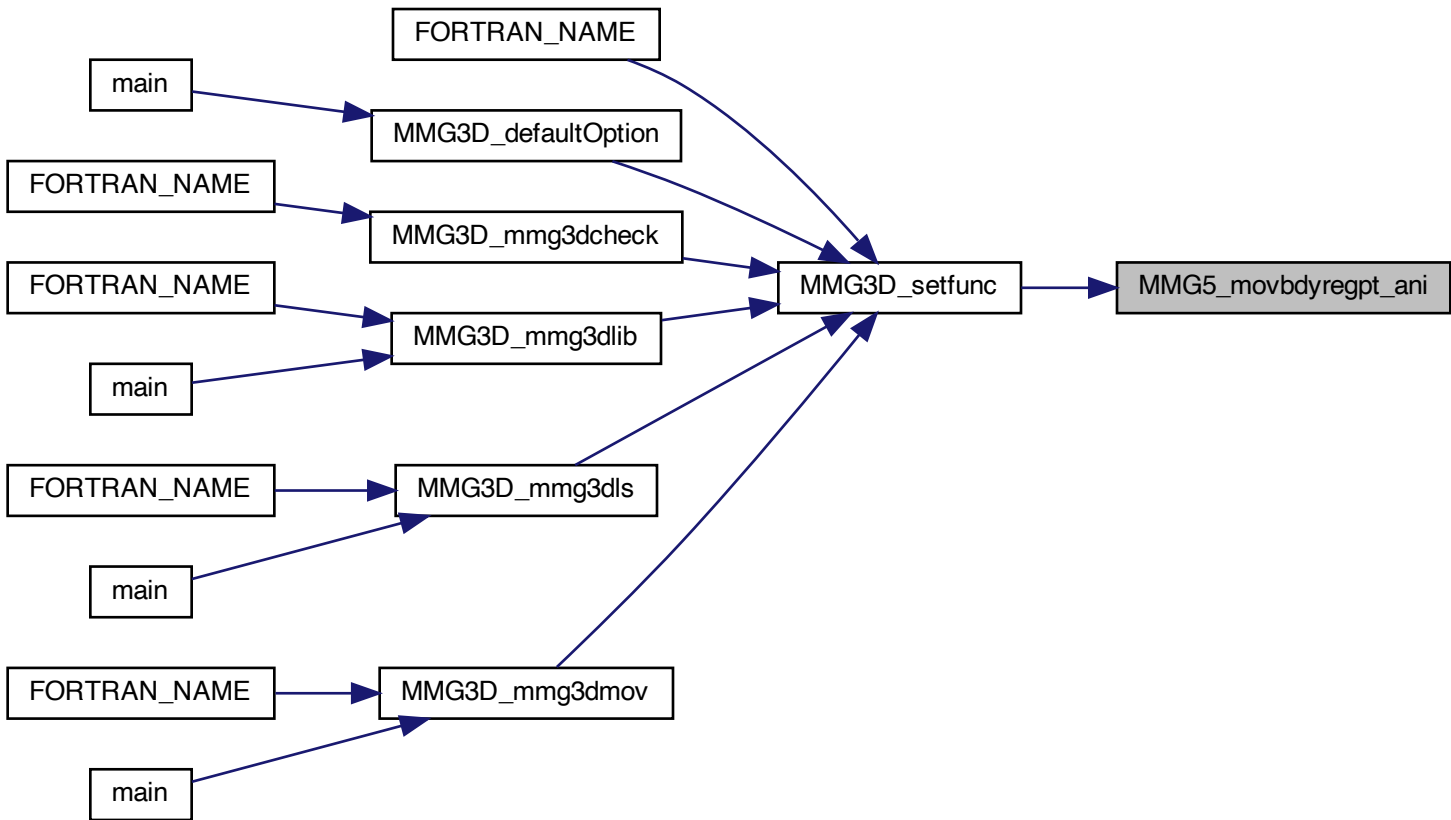 FORTRAN_NAME
main
MMG3D_defaultOption
FORTRAN_NAME
MMG3D_mmg3dcheck
FORTRAN_NAME
MMG3D_setfunc
MMG5_movbdyregpt_ani
MMG3D_mmg3dlib
main
FORTRAN_NAME
MMG3D_mmg3dls
main
FORTRAN_NAME
MMG3D_mmg3dmov
main